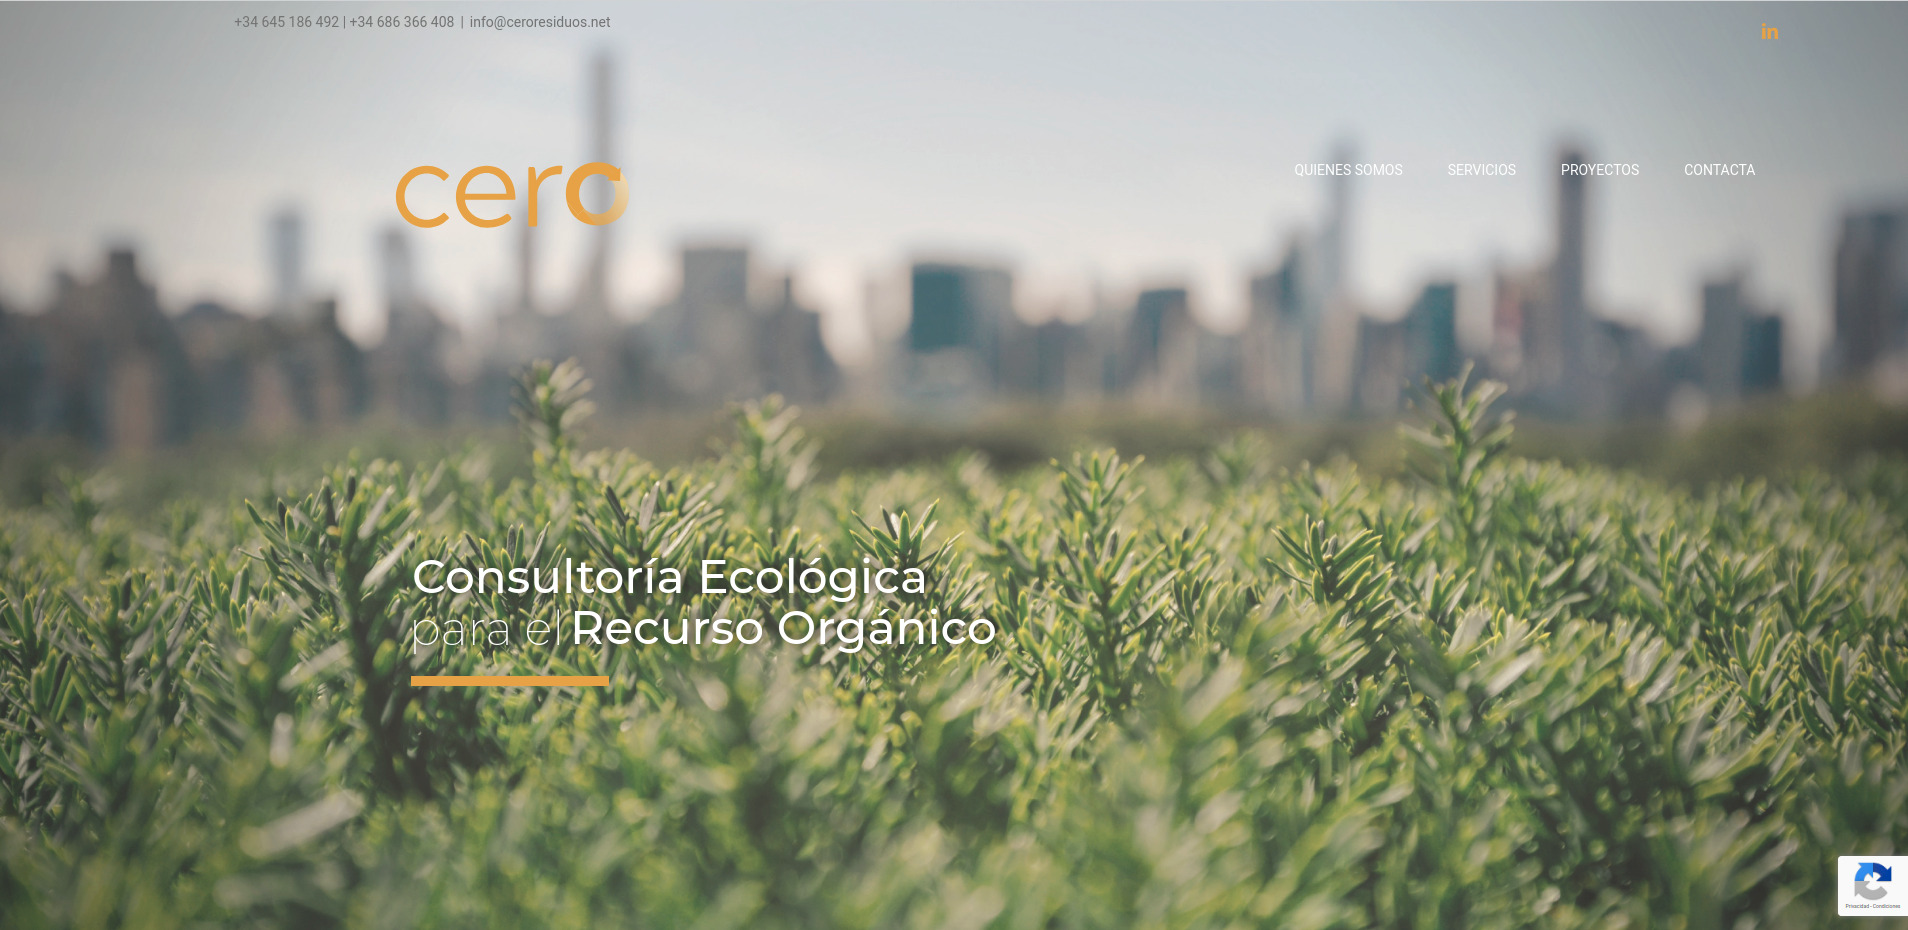 +34 645 186 492 | +34 686 366 408 | info@ceroresiduos.net
in
cero
QUIENES SOMOS
SERVICIOS
PROYECTOS
CONTACTA
Consultoría Ecológica
para el Recurso Orgánico
Privacidad - Condiciones